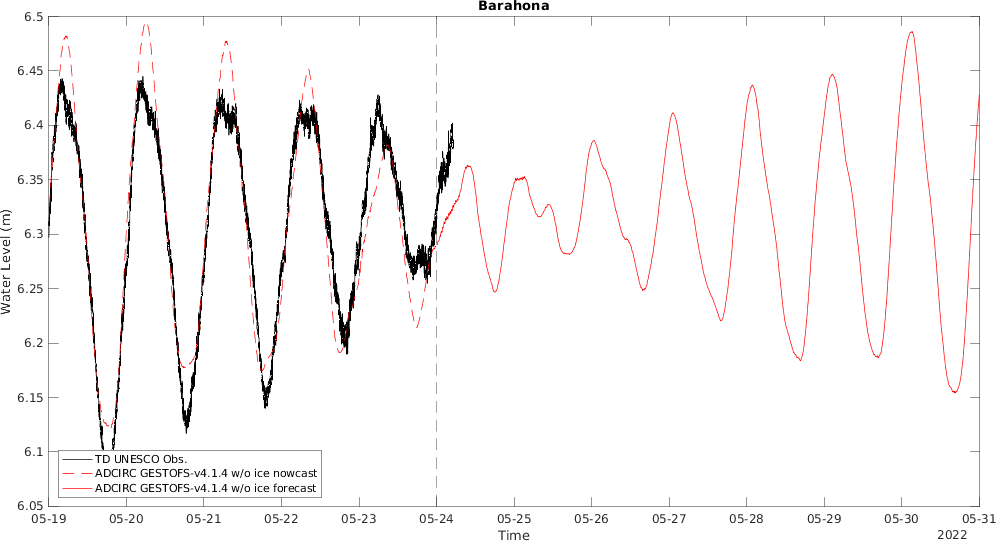 Barahona
6.5
6.45
6.4
6.35
6.3
6.25
6.2
6.15
6.1
6.05
Water Level (m)
TD UNESCO Obs.
ADCIRC GESTOFS-v4.1.4 w/o ice nowcast
ADCIRC GESTOFS-v4.1.4 w/o ice forecast
05-19 05-20 05-21 05-22 05-23 05-24 05-25 05-26 05-27 05-28 05-29 05-30 05-31
Time
2022